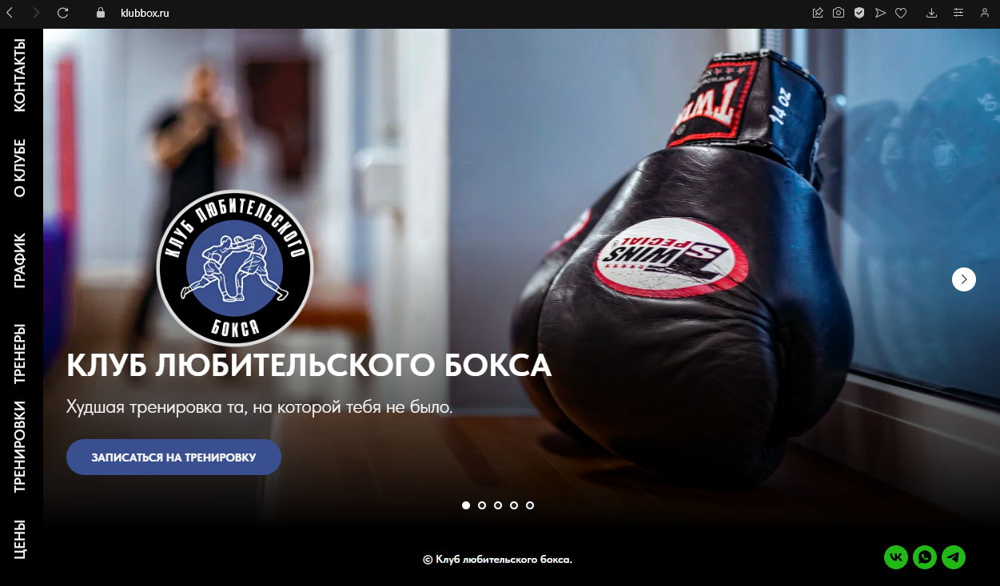 klubbox.ru
КОНТАКТЫ
О КЛУБЕ
ГРАФИК
ТРЕНЕРЫ
ТРЕНИРОВКИ
ЦЕНЫ
14 OZ
TWINS
SPECIAL
КЛУБ ЛЮБИТЕЛЬСКОГО
БОКСА
КЛУБ ЛЮБИТЕЛЬСКОГО БОКСА
Худшая тренировка та, на которой тебя не было.
ЗАПИСАТЬСЯ НА ТРЕНИРОВКУ
© Клуб любительского бокса.